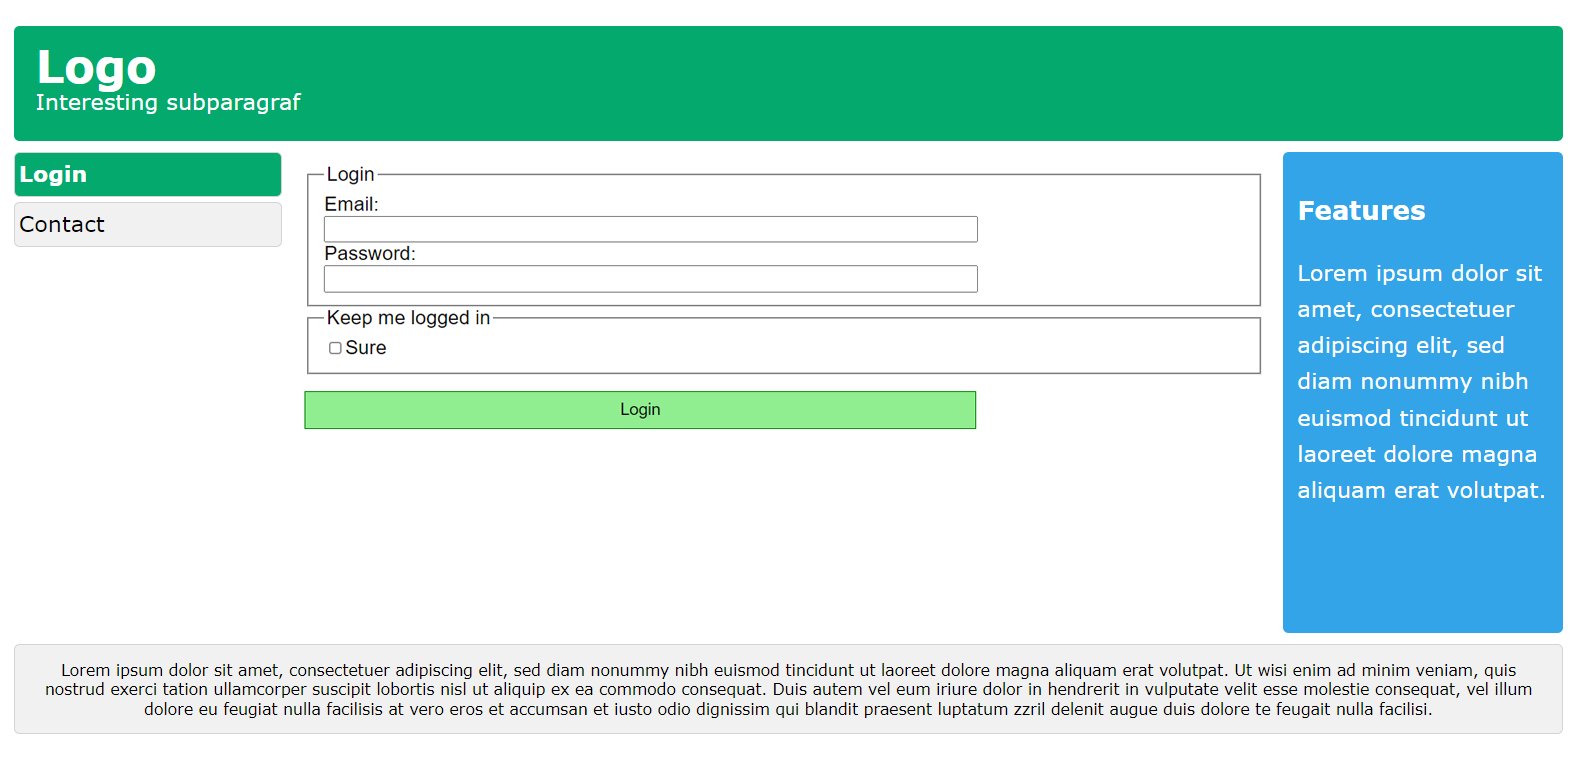 Logo
Interesting subparagraf
Login
Contact
Login
Email:
Password:
Keep me logged in
Sure
Login
Features
Lorem ipsum dolor sit
amet, consectetuer
adipiscing elit, sed
diam nonummy nibh
euismod tincidunt ut
laoreet dolore magna
aliquam erat volutpat.
Lorem ipsum dolor sit amet, consectetuer adipiscing elit, sed diam nonummy nibh euismod tincidunt ut laoreet dolore magna aliquam erat volutpat. Ut wisi enim ad minim veniam, quis
nostrud exerci tation ullamcorper suscipit lobortis nisl ut aliquip ex ea commodo consequat. Duis autem vel eum iriure dolor in hendrerit in vulputate velit esse molestie consequat, vel illum
dolore eu feugiat nulla facilisis at vero eros et accumsan et iusto odio dignissim qui blandit praesent luptatum zzril delenit augue duis dolore te feugait nulla facilisi.